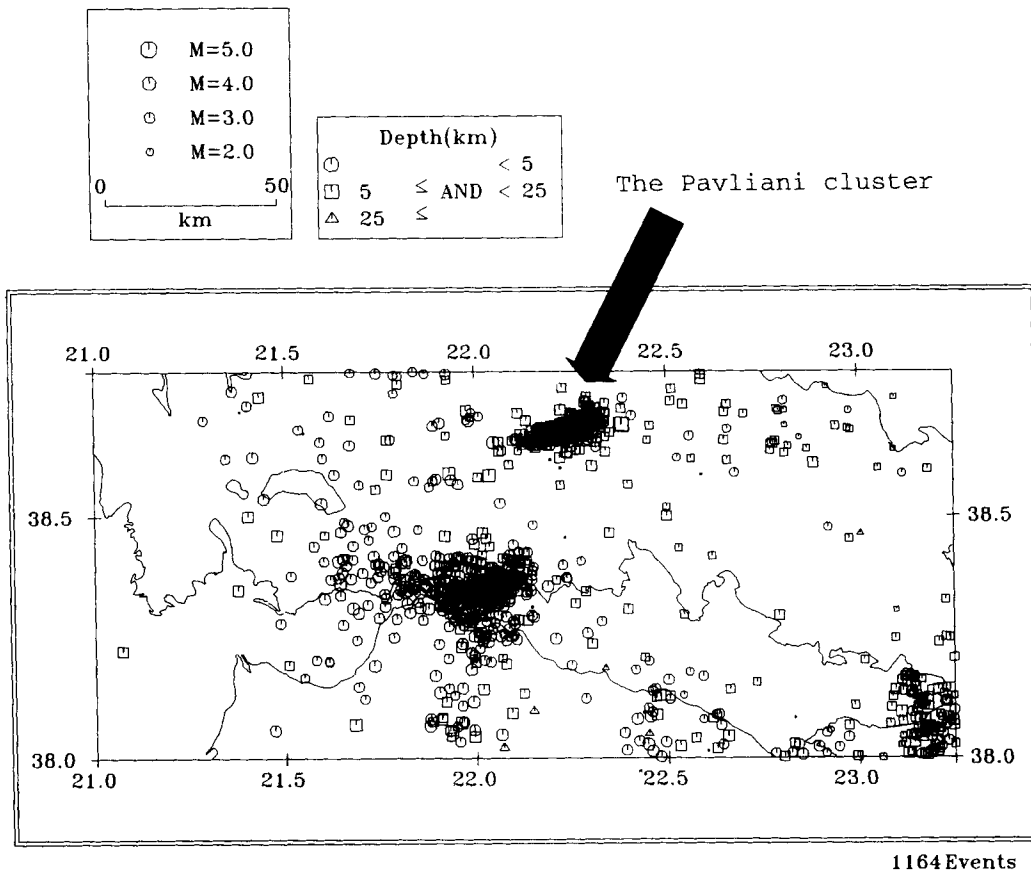 M=5.0
M=4.0
M=3.0
M=2.0
0 50
km
Depth(km)
< 5
5 ≤ AND < 25
25 ≤
The Pavliani cluster
21.0 21.5 22.0 22.5 23.0
38.5 38.5
38.0 38.0
21.0 21.5 22.0 22.5 23.0
1164Events